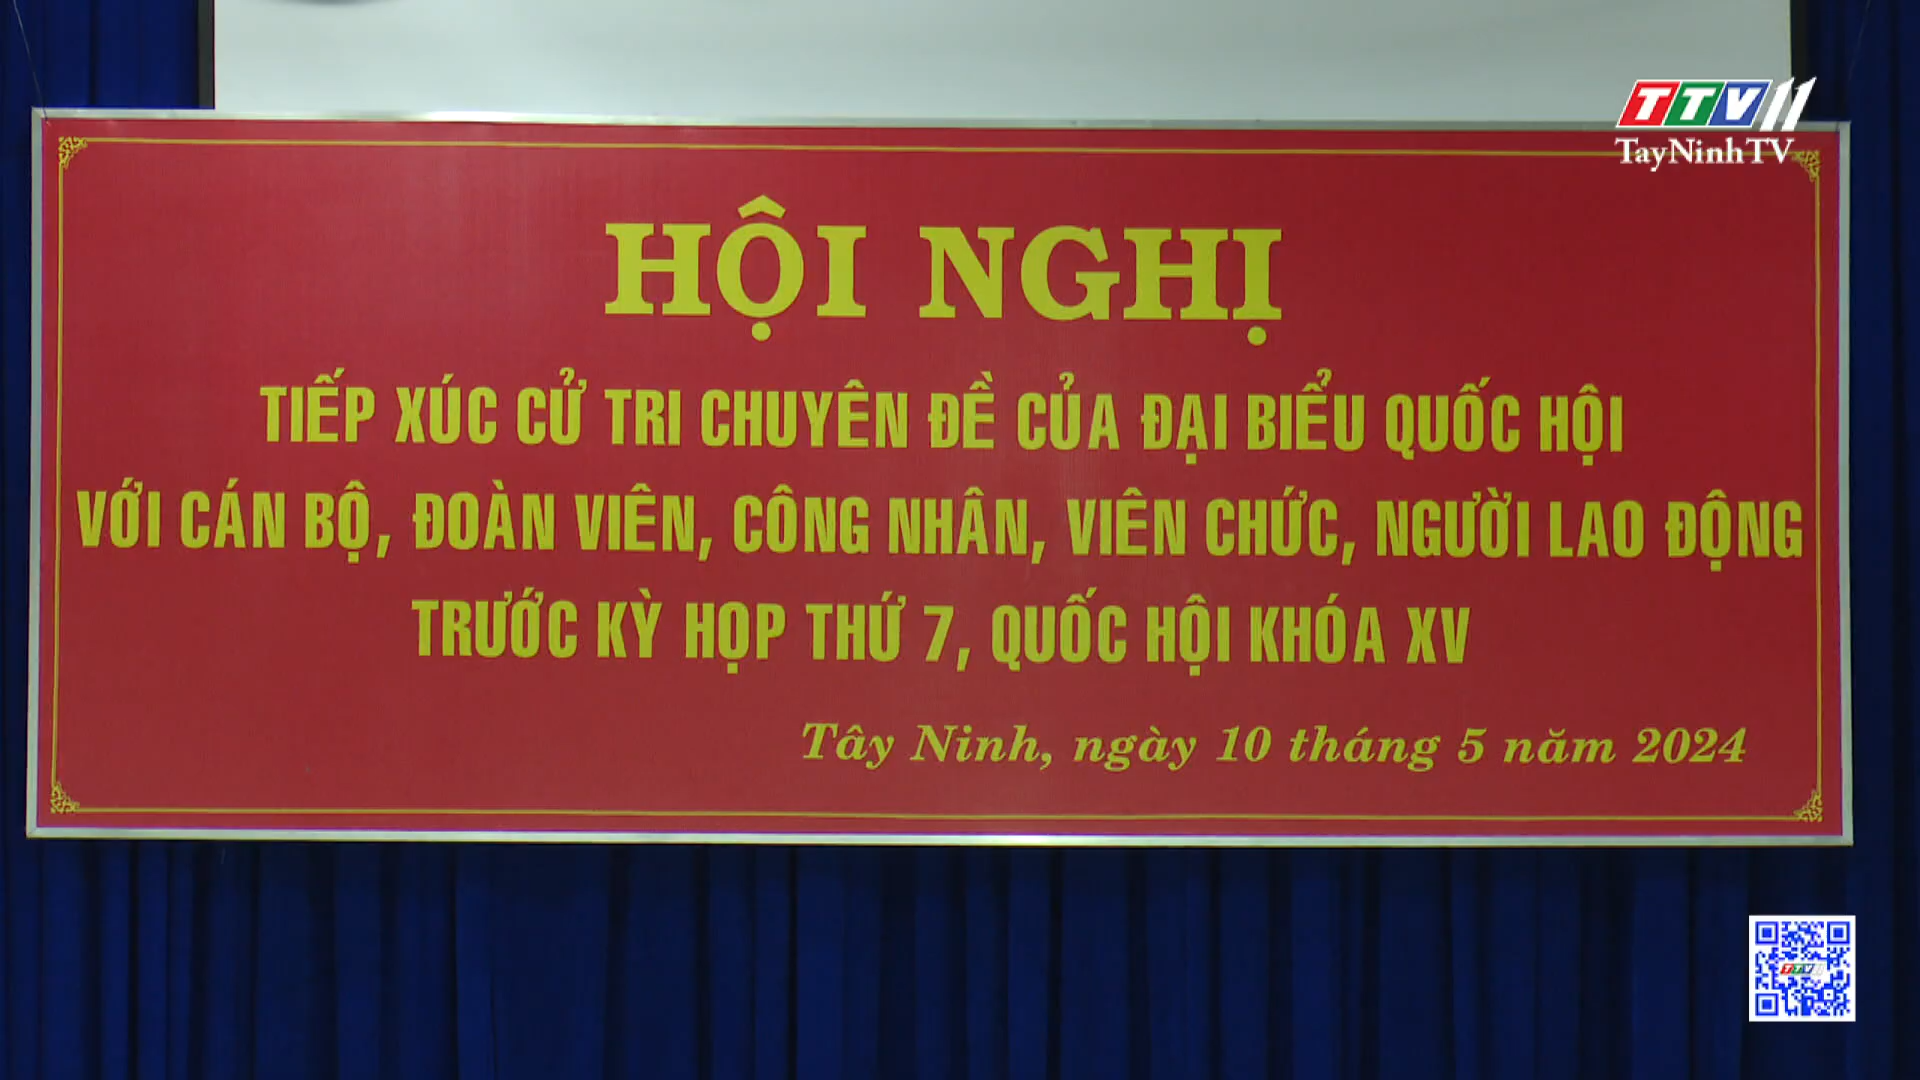 TTV11
TayNinhTV
HỘI NGHỊ
TIẾP XÚC CỬ TRI CHUYÊN ĐỀ CỦA ĐẠI BIỂU QUỐC HỘI
VỚI CÁN BỘ, ĐOÀN VIÊN, CÔNG NHÂN, VIÊN CHỨC, NGƯỜI LAO ĐỘNG
TRƯỚC KỲ HỌP THỨ 7, QUỐC HỘI KHÓA XV
Tây Ninh, ngày 10 tháng 5 năm 2024
TTV11